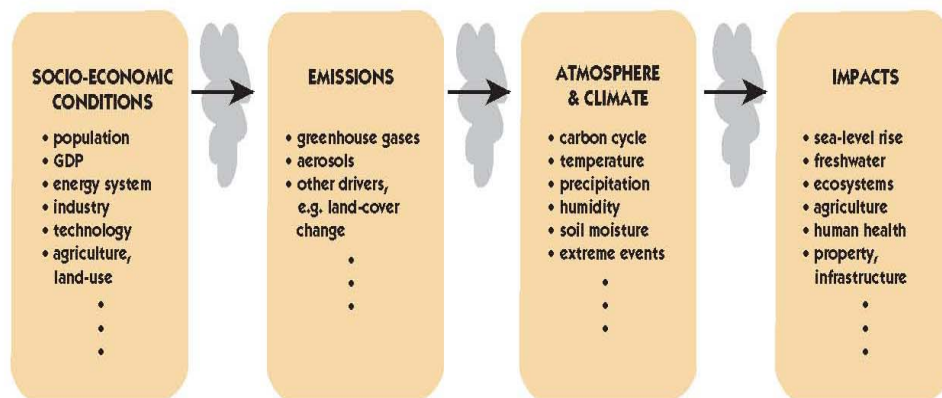 SOCIO-ECONOMIC
CONDITIONS
• population
• GDP
• energy system
• industry
• technology
• agriculture,
land-use
EMISSIONS
• greenhouse gases
• aerosols
• other drivers,
e.g. land-cover
change
ATMOSPHERE
& CLIMATE
• carbon cycle
• temperature
• precipitation
• humidity
• soil moisture
• extreme events
IMPACTS
• sea-level rise
• freshwater
• ecosystems
• agriculture
• human health
• property,
infrastructure